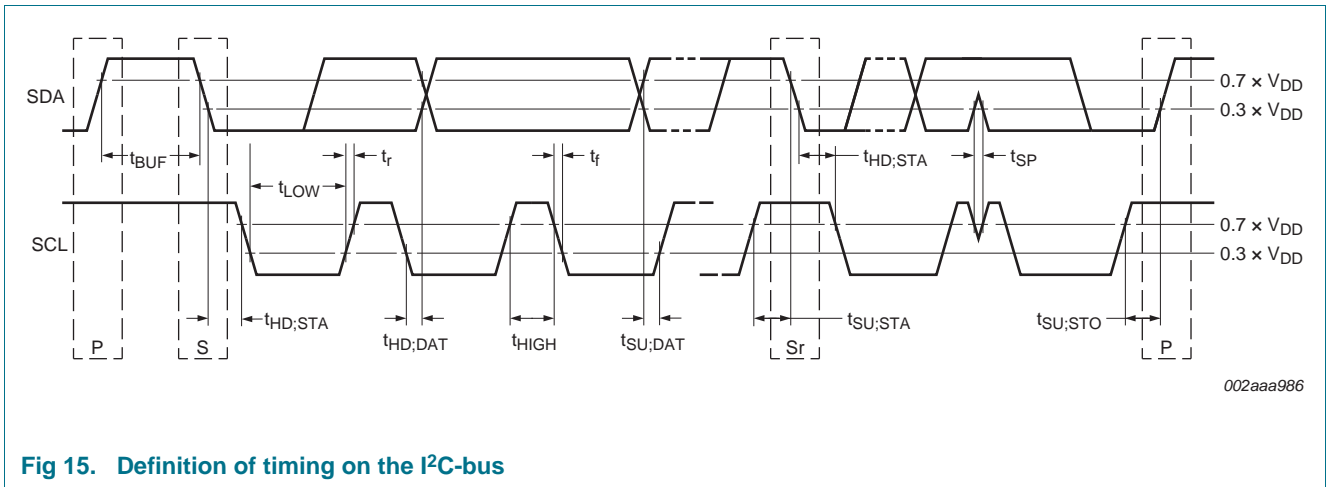 SDA
0.7 × VDD
0.3 × VDD
tBUF
tLOW
tr
tf
tHD;STA
tSP
SCL
0.7 × VDD
0.3 × VDD
tHD;STA
tHD;DAT
tHIGH
tSU;DAT
tSU;STA
tSU;STO
P
S
Sr
P
002aaa986
Fig 15. Definition of timing on the I²C-bus